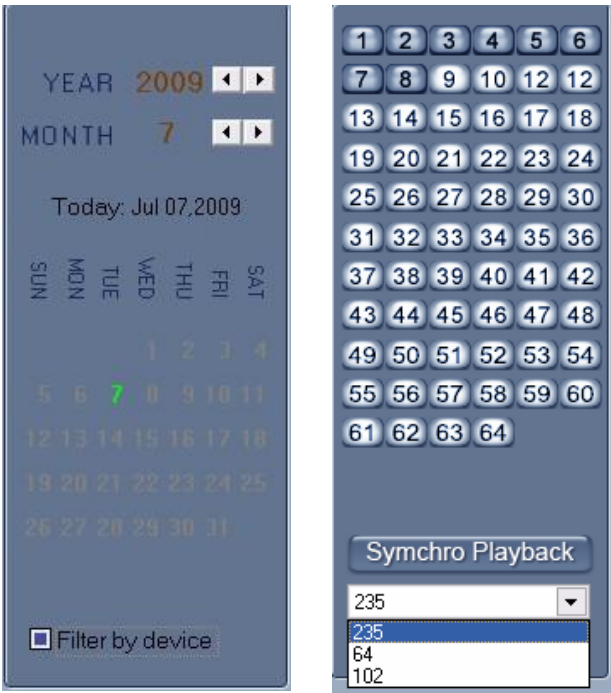 YEAR 2009
MONTH 7
Today: Jul 07,2009
SUN MON TUE WED THU FRI SAT
1 2 3 4
5 6 7 8 9 10 11
12 13 14 15 16 17 18
19 20 21 22 23 24 25
26 27 28 29 30 31
Filter by device
1 2 3 4 5 6
7 8 9 10 12 12
13 14 15 16 17 18
19 20 21 22 23 24
25 26 27 28 29 30
31 32 33 34 35 36
37 38 39 40 41 42
43 44 45 46 47 48
49 50 51 52 53 54
55 56 57 58 59 60
61 62 63 64
Symchro Playback
235
235
64
102